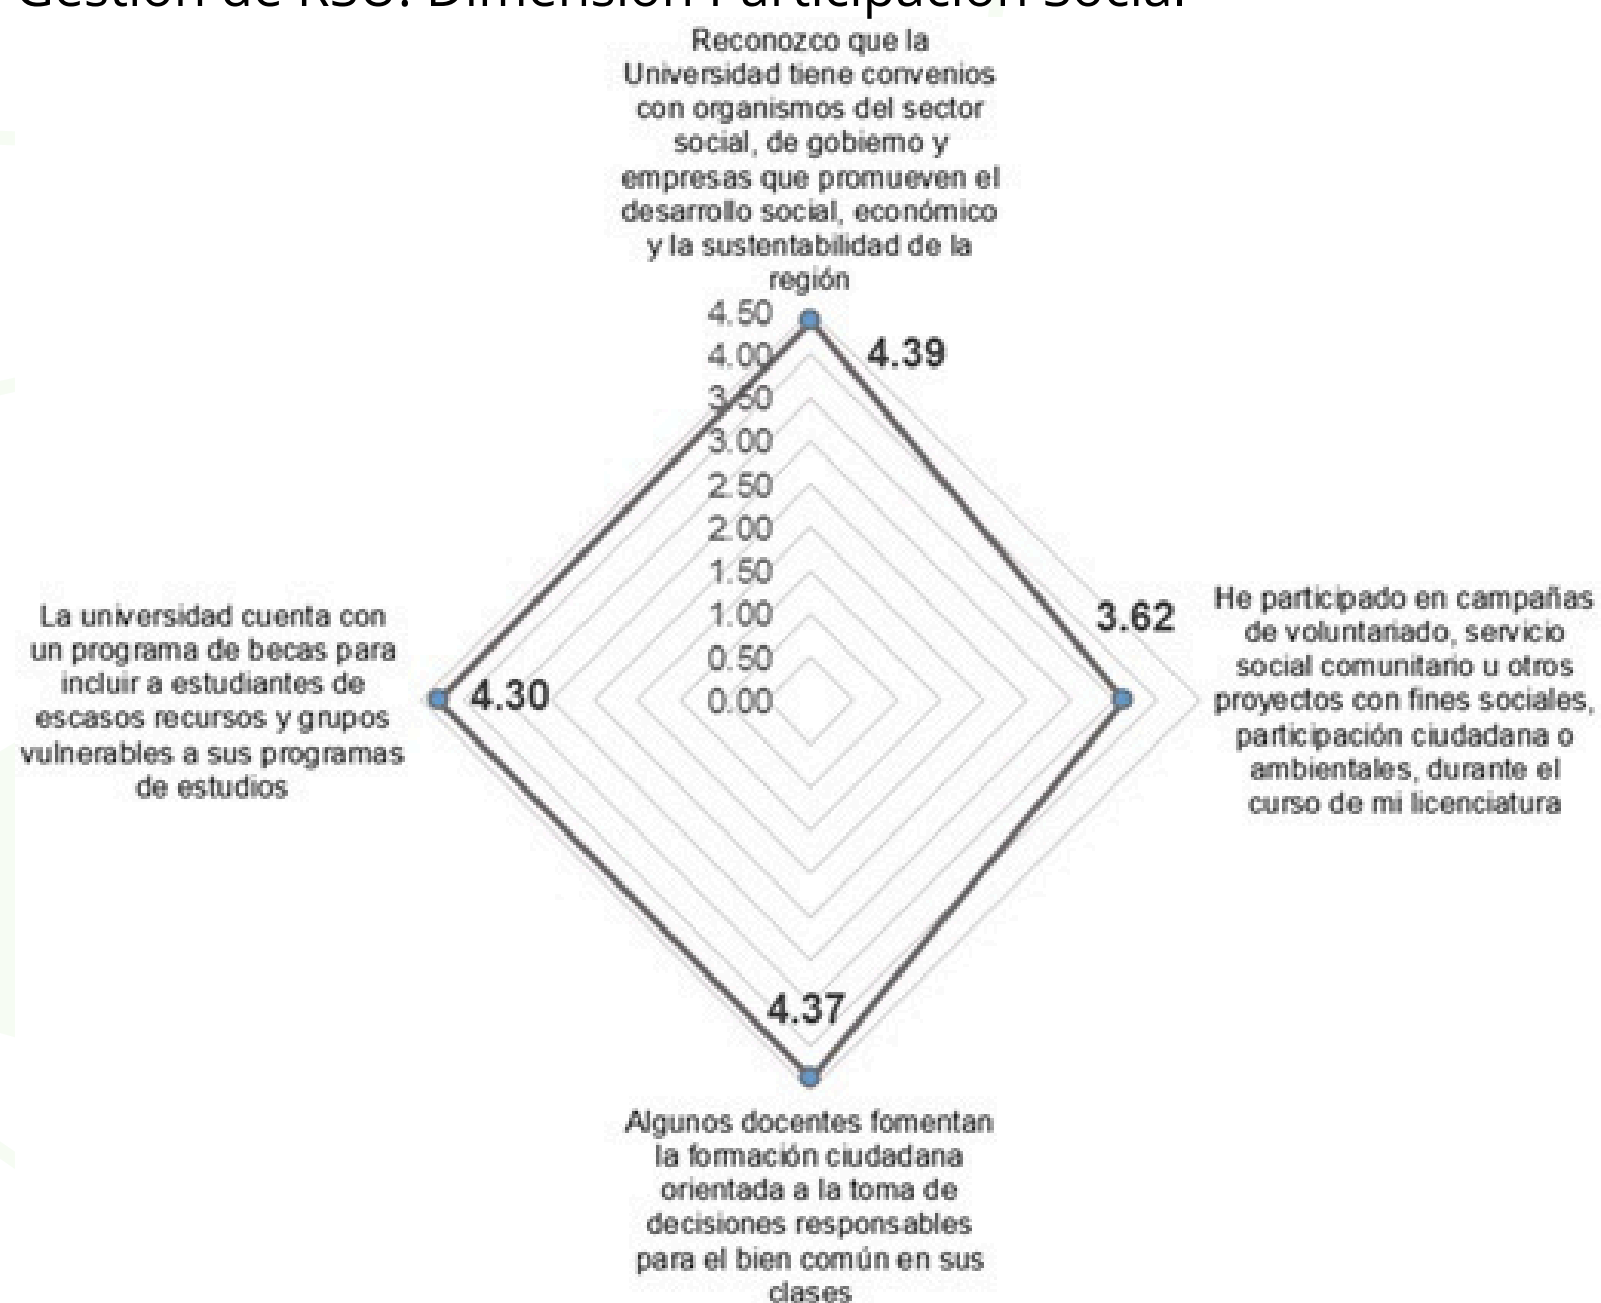 Gestión de RSU: Dimensión Participación Social
Reconozco que la
Universidad tiene convenios
con organismos del sector
social, de gobierno y
empresas que promueven el
desarrollo social, económico
y la sustentabilidad de la
región
4.50
4.39
4.00
3.50
3.00
2.50
2.00
1.50
1.00
0.50
0.00
3.62
He participado en campañas
de voluntariado, servicio
social comunitario u otros
proyectos con fines sociales,
participación ciudadana o
ambientales, durante el
curso de mi licenciatura
La universidad cuenta con
un programa de becas para
incluir a estudiantes de
escasos recursos y grupos
vulnerables a sus programas
de estudios
4.30
4.37
Algunos docentes fomentan
la formación ciudadana
orientada a la toma de
decisiones responsables
para el bien común en sus
clases